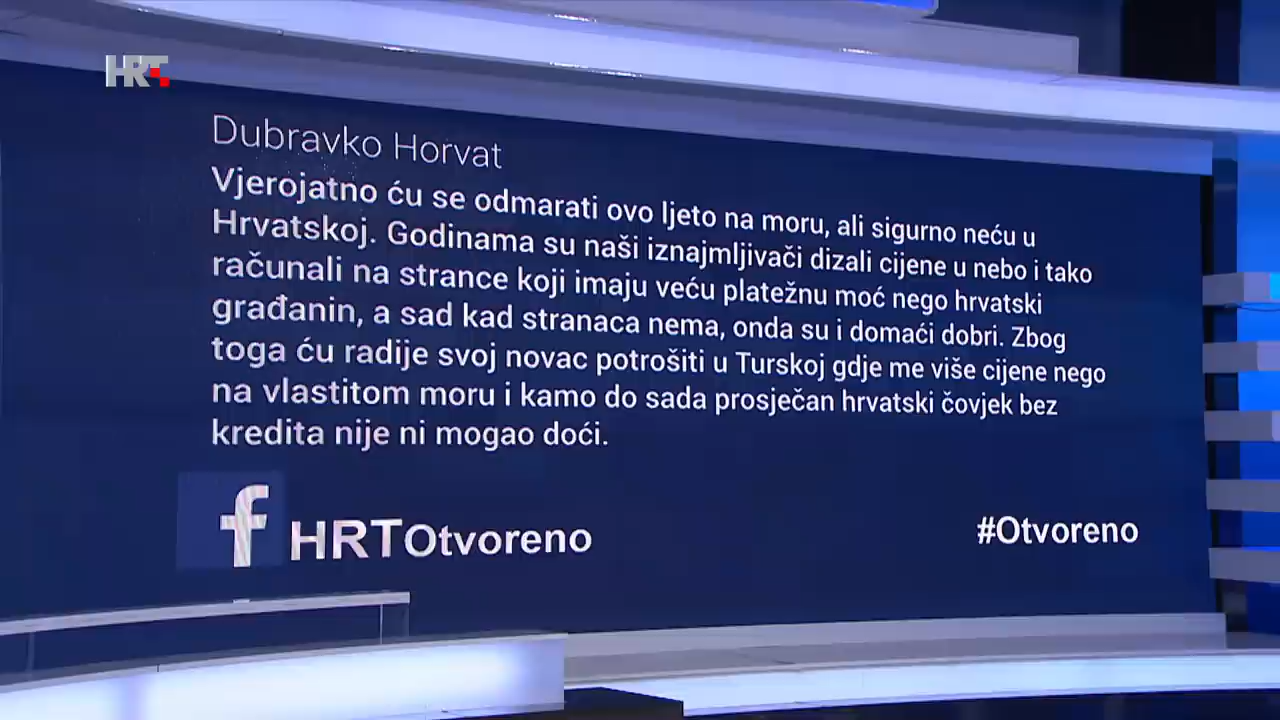 HRT
Dubravko Horvat
Vjerojatno ću se odmarati ovo ljeto na moru, ali sigurno neću u
Hrvatskoj. Godinama su naši iznajmljivači dizali cijene u nebo i tako
računali na strance koji imaju veću platežnu moć nego hrvatski
građanin, a sad kad stranaca nema, onda su i domaći dobri. Zbog
toga ću radije svoj novac potrošiti u Turskoj gdje me više cijene nego
na vlastitom moru i kamo do sada prosječan hrvatski čovjek bez
kredita nije ni mogao doći.
f HRTOtvoreno
#Otvoreno